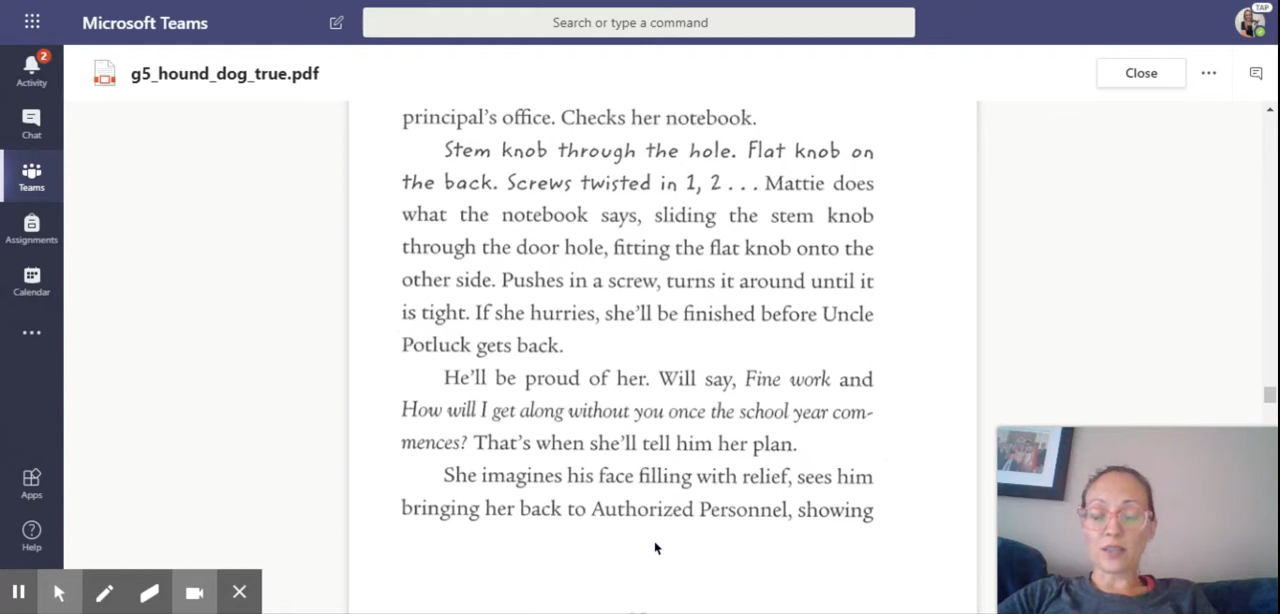 Microsoft Teams
Search or type a command
TAP
2
Activity
Chat
Teams
Assignments
Calendar
Apps
Help
g5_hound_dog_true.pdf
Close
principal's office. Checks her notebook.
Stem knob through the hole. Flat knob on
the back. Screws twisted in 1, 2 . . . Mattie does
what the notebook says, sliding the stem knob
through the door hole, fitting the flat knob onto the
other side. Pushes in a screw, turns it around until it
is tight. If she hurries, she'll be finished before Uncle
Potluck gets back.
He'll be proud of her. Will say, Fine work and
How will I get along without you once the school year com-
mences? That's when she'll tell him her plan.
She imagines his face filling with relief, sees him
bringing her back to Authorized Personnel, showing